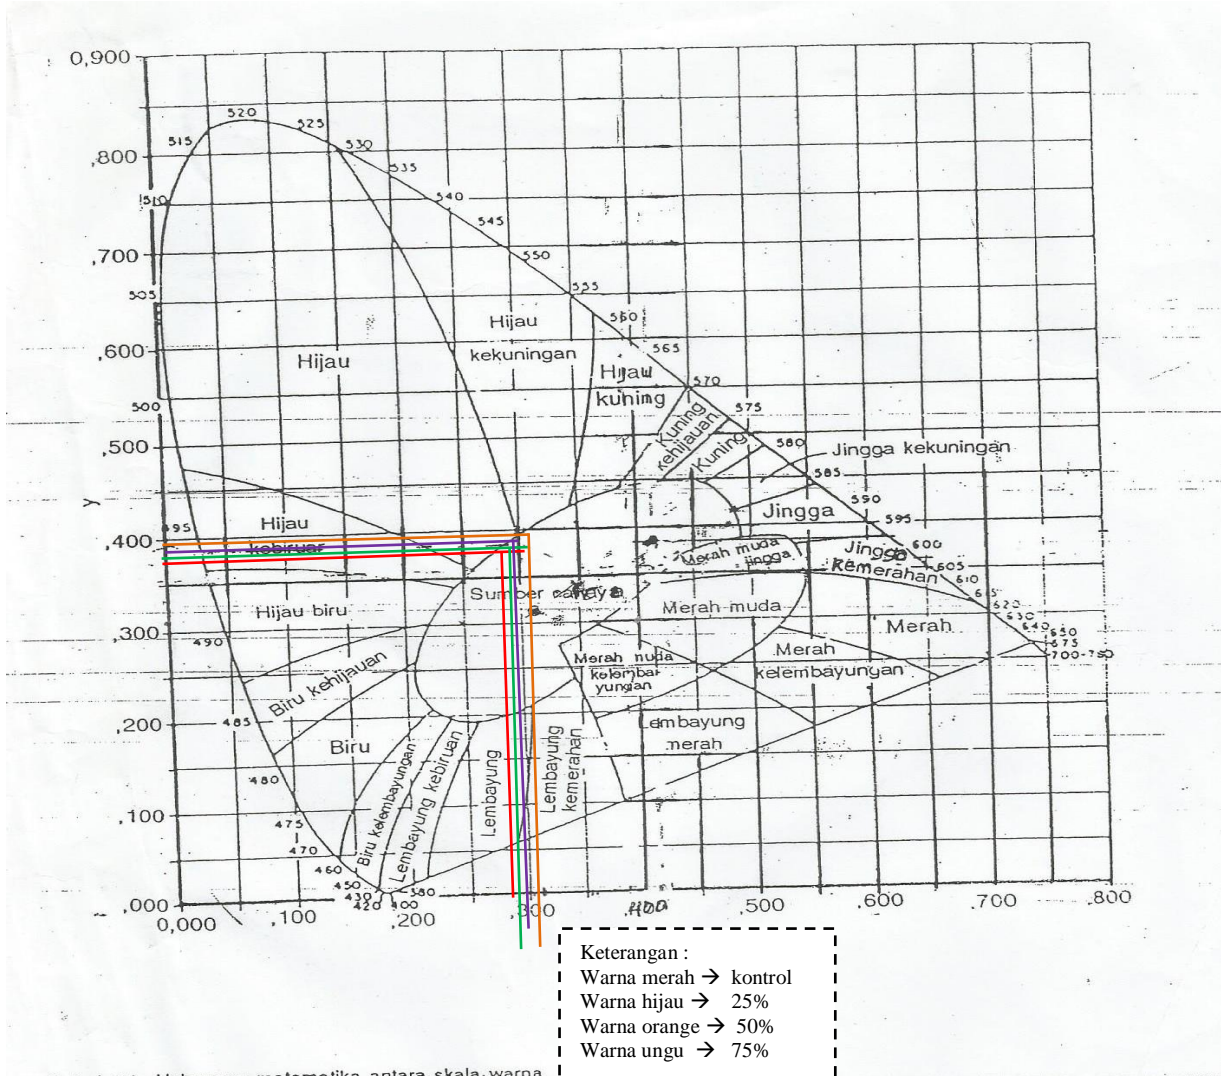 0,900
520
525
515
530
,800
535
510
540
545
,700
550
505
555
560
Hijau
kekuningan
,600
Hijau
565
Hijau
kuning
570
500
575
Kuning
kehijauan
Kuning
580
,500
Jingga kekuningan
585
y
590
495
Hijau
kebiruan
Jingga
595
,400
600
Merah muda
jingga
Jingga
kemerahan
605
610
Sumber cahaya
615
Hijau biru
Merah muda
620
630
,300
Merah
640
650
490
675
Merah
kelembayungan
700-750
Biru kehijauan
Merah muda
kelembayungan
,200
485
Lembayung
merah
Biru
480
Biru kelembayungan
Lembayung kebiruan
Lembayung
Lembayung
kemerahan
,100
475
470
460
450
430
420
400
380
,000
0,000
,100
,200
,300
,400
,500
,600
,700
,800
Keterangan :
Warna merah → kontrol
Warna hijau → 25%
Warna orange → 50%
Warna ungu → 75%